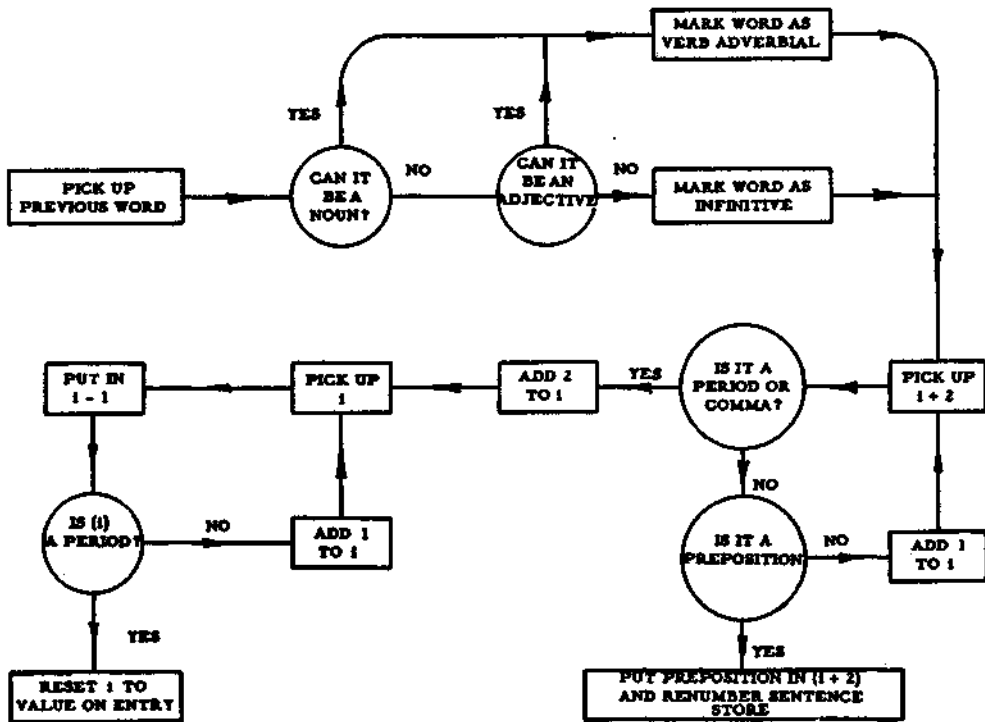 MARK WORD AS
VERB ADVERBIAL
YES
YES
PICK UP
PREVIOUS WORD
CAN IT
BE A
NOUN?
NO
CAN IT
BE AN
ADJECTIVE
NO
MARK WORD AS
INFINITIVE
PUT IN
i - 1
PICK UP
i
ADD 2
TO i
YES
IS IT A
PERIOD OR
COMMA?
PICK UP
i + 2
NO
IS (i)
A PERIOD?
NO
ADD 1
TO i
IS IT A
PREPOSITION
NO
ADD 1
TO i
YES
YES
RESET i TO
VALUE ON ENTRY
PUT PREPOSITION IN (i + 2)
AND RENUMBER SENTENCE
STORE